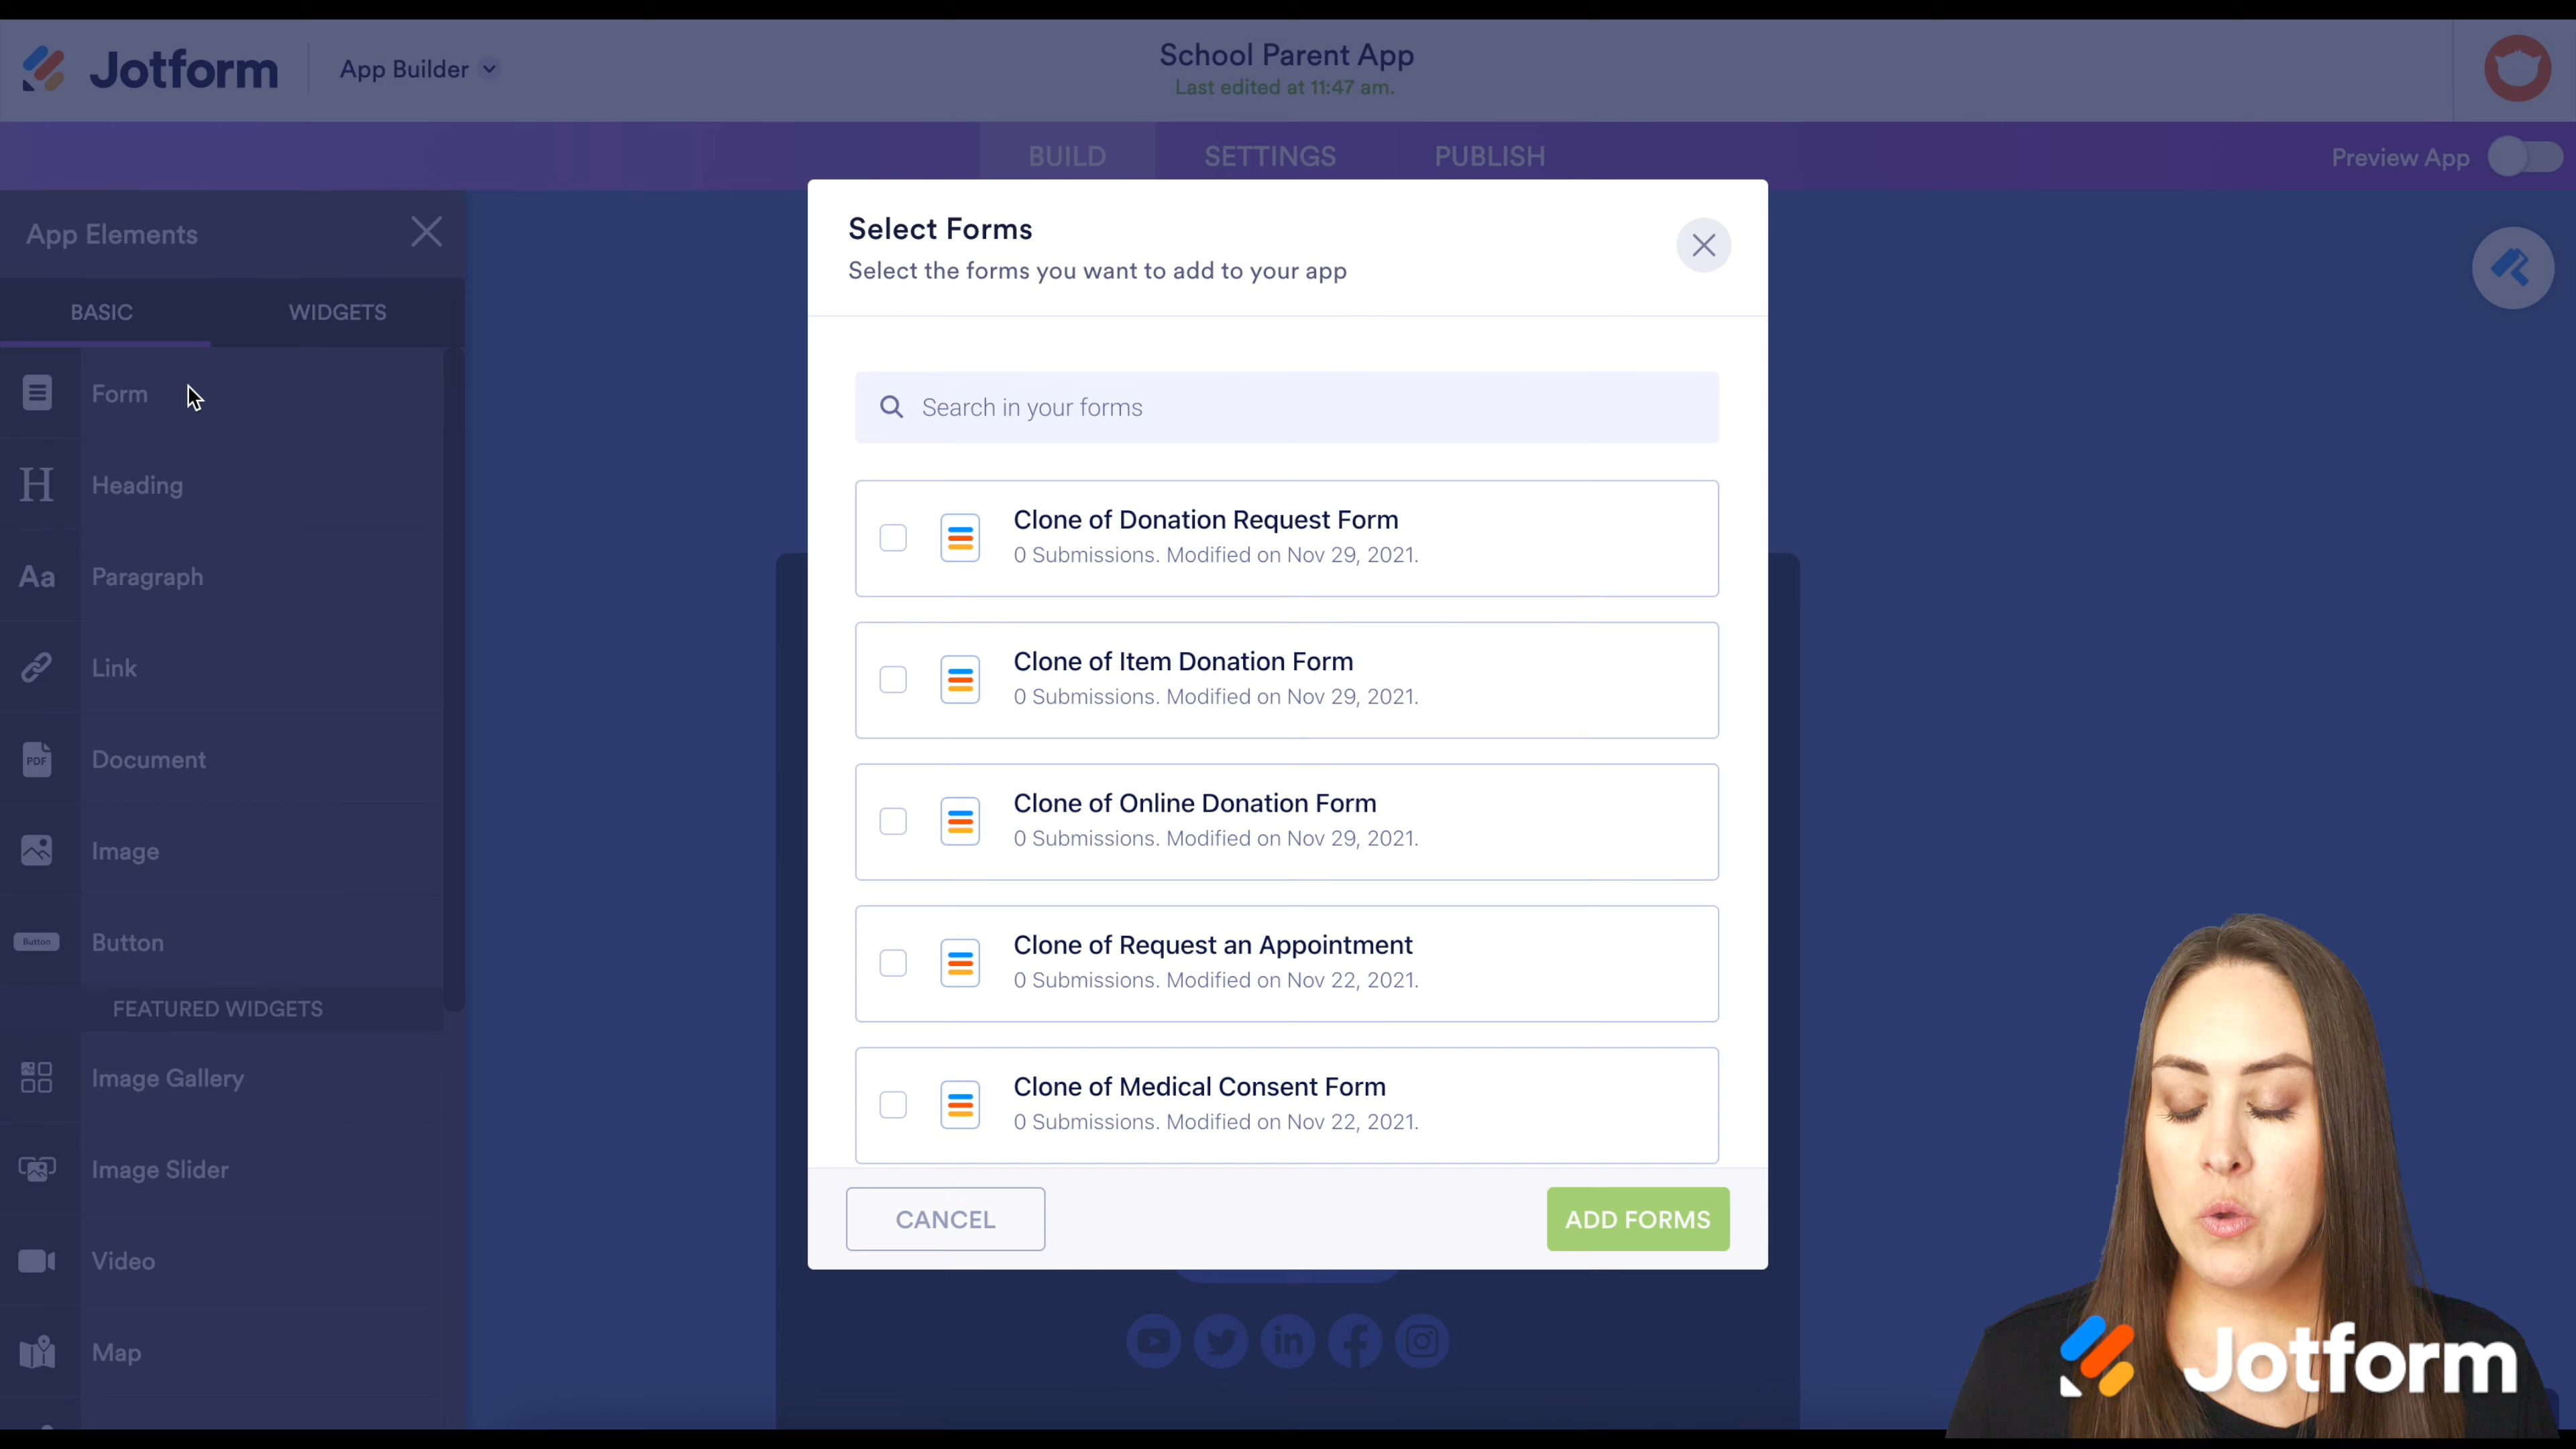 Jotform
App Builder
School Parent App
Last edited at 11:47 am.
BUILD
SETTINGS
PUBLISH
Preview App
App Elements
BASIC
WIDGETS
Form
Heading
Aa
Paragraph
Link
PDF
Document
Image
Button
Button
FEATURED WIDGETS
Image Gallery
Image Slider
Video
Map
Select Forms
Select the forms you want to add to your app
Search in your forms
Clone of Donation Request Form
0 Submissions. Modified on Nov 29, 2021.
Clone of Item Donation Form
0 Submissions. Modified on Nov 29, 2021.
Clone of Online Donation Form
0 Submissions. Modified on Nov 29, 2021.
Clone of Request an Appointment
0 Submissions. Modified on Nov 22, 2021.
Clone of Medical Consent Form
0 Submissions. Modified on Nov 22, 2021.
CANCEL
ADD FORMS
Jotform